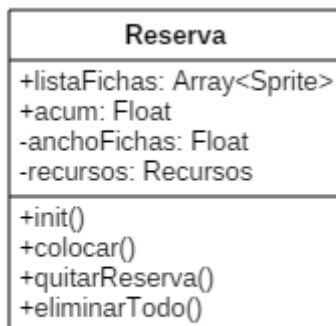 Reserva
+listaFichas: Array<Sprite>
+acum: Float
-anchoFichas: Float
-recursos: Recursos
+init()
+colocar()
+quitarReserva()
+eliminarTodo()